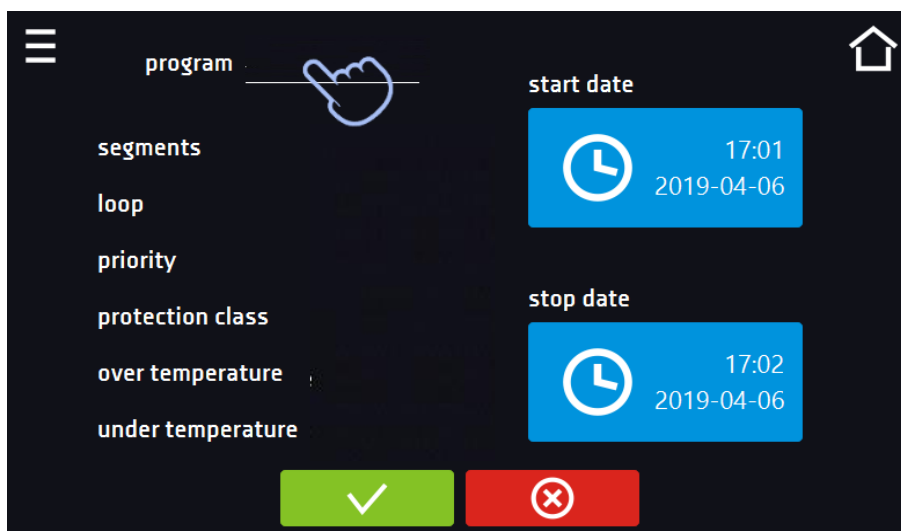 program
segments
loop
priority
protection class
over temperature
under temperature
start date
17:01
2019-04-06
stop date
17:02
2019-04-06